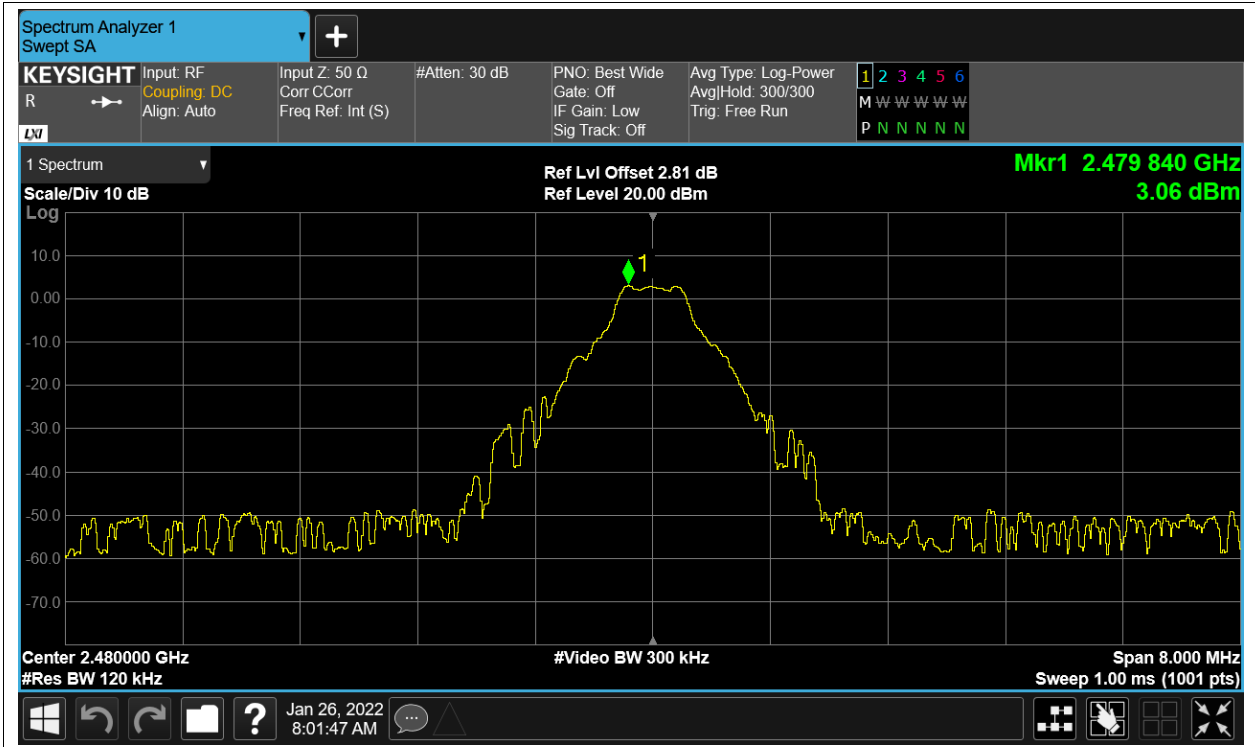 Spectrum Analyzer 1
Swept SA
KEYSIGHT
R
LXI
Input: RF
Coupling: DC
Align: Auto
Input Z: 50 Ω
Corr CCorr
Freq Ref: Int (S)
#Atten: 30 dB
PNO: Best Wide
Gate: Off
IF Gain: Low
Sig Track: Off
Avg Type: Log-Power
Avg|Hold: 300/300
Trig: Free Run
1 2 3 4 5 6
M W W W W W
P N N N N N
1 Spectrum
Scale/Div 10 dB
Log
Ref Lvl Offset 2.81 dB
Ref Level 20.00 dBm
Mkr1 2.479 840 GHz
3.06 dBm
1
10.0
0.00
-10.0
-20.0
-30.0
-40.0
-50.0
-60.0
-70.0
Center 2.480000 GHz
#Res BW 120 kHz
#Video BW 300 kHz
Span 8.000 MHz
Sweep 1.00 ms (1001 pts)
?
Jan 26, 2022
8:01:47 AM